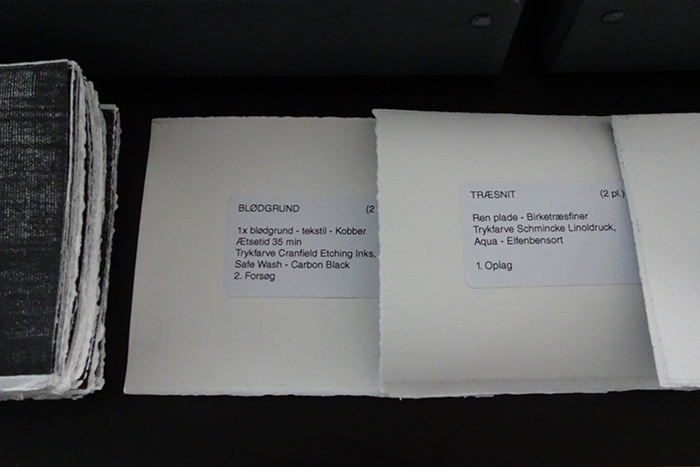 BLØDGRUND (2
1x blødgrund - tekstil - Kobber
Ætsetid 35 min
Trykfarve Cranfield Etching Inks,
Safe Wash - Carbon Black
2. Forsøg
TRÆSNIT (2 pl.)
Ren plade - Birketræsfiner
Trykfarve Schmincke Linoldruck,
Aqua - Elfenbensort
1. Oplag